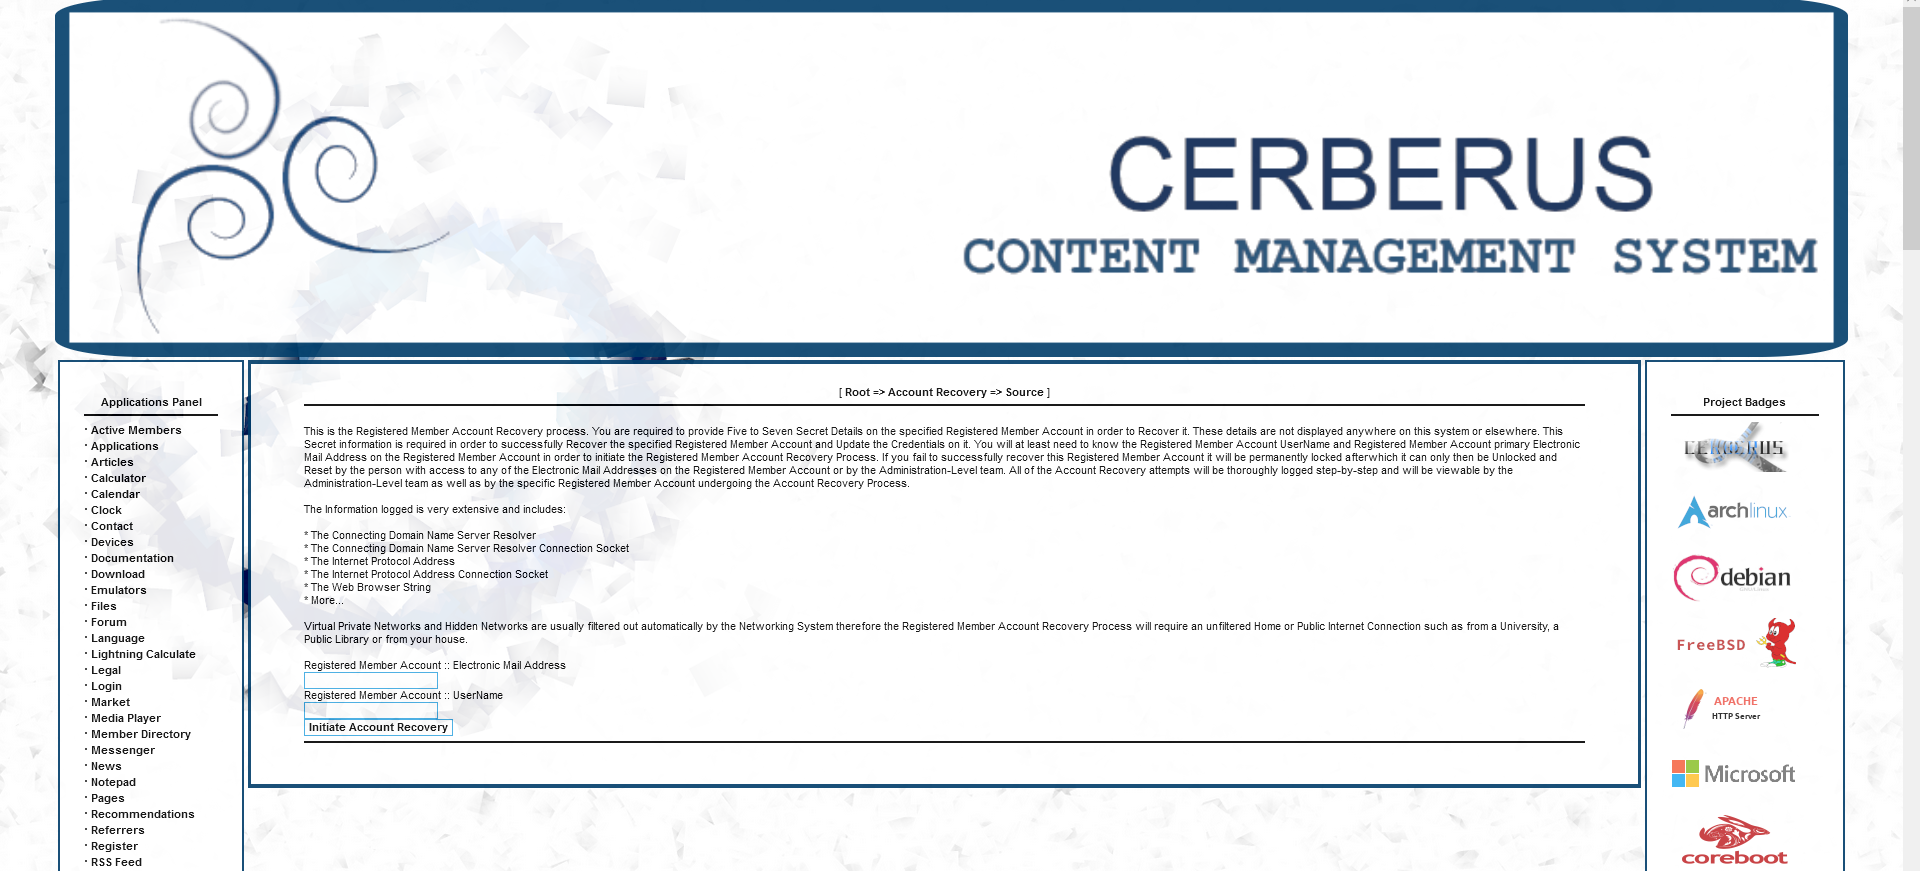 CERBERUS
CONTENT MANAGEMENT SYSTEM
Applications Panel
· Active Members
· Applications
· Articles
· Calculator
· Calendar
· Clock
· Contact
· Devices
· Documentation
· Download
· Emulators
· Files
· Forum
· Language
· Lightning Calculate
· Legal
· Login
· Market
· Media Player
· Member Directory
· Messenger
· News
· Notepad
· Pages
· Recommendations
· Referrers
· Register
· RSS Feed
[ Root => Account Recovery => Source ]
This is the Registered Member Account Recovery process. You are required to provide Five to Seven Secret Details on the specified Registered Member Account in order to Recover it. These details are not displayed anywhere on this system or elsewhere. This
Secret information is required in order to successfully Recover the specified Registered Member Account and Update the Credentials on it. You will at least need to know the Registered Member Account UserName and Registered Member Account primary Electronic
Mail Address on the Registered Member Account in order to initiate the Registered Member Account Recovery Process. If you fail to successfully recover this Registered Member Account it will be permanently locked afterwhich it can only then be Unlocked and
Reset by the person with access to any of the Electronic Mail Addresses on the Registered Member Account or by the Administration-Level team. All of the Account Recovery attempts will be thoroughly logged step-by-step and will be viewable by the
Administration-Level team as well as by the specific Registered Member Account undergoing the Account Recovery Process.
The Information logged is very extensive and includes:
* The Connecting Domain Name Server Resolver
* The Connecting Domain Name Server Resolver Connection Socket
* The Internet Protocol Address
* The Internet Protocol Address Connection Socket
* The Web Browser String
* More...
Virtual Private Networks and Hidden Networks are usually filtered out automatically by the Networking System therefore the Registered Member Account Recovery Process will require an unfiltered Home or Public Internet Connection such as from a University, a
Public Library or from your house.
Registered Member Account :: Electronic Mail Address
Registered Member Account :: UserName
Initiate Account Recovery
Project Badges
CERBERUS
archlinux
debian
FreeBSD
APACHE
HTTP Server
Microsoft
coreboot